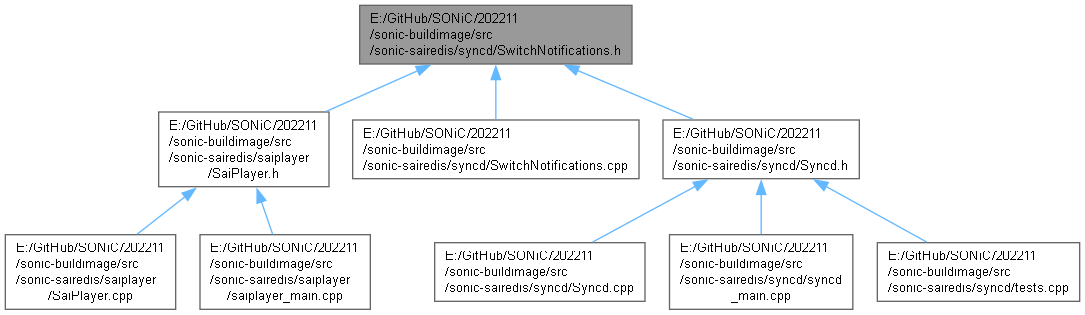 E:/GitHub/SONiC/202211
/sonic-buildimage/src
/sonic-sairedis/syncd/SwitchNotifications.h
E:/GitHub/SONiC/202211
/sonic-buildimage/src
/sonic-sairedis/saiplayer
/SaiPlayer.h
E:/GitHub/SONiC/202211
/sonic-buildimage/src
/sonic-sairedis/syncd/SwitchNotifications.cpp
E:/GitHub/SONiC/202211
/sonic-buildimage/src
/sonic-sairedis/syncd/Syncd.h
E:/GitHub/SONiC/202211
/sonic-buildimage/src
/sonic-sairedis/saiplayer
/SaiPlayer.cpp
E:/GitHub/SONiC/202211
/sonic-buildimage/src
/sonic-sairedis/saiplayer
/saiplayer_main.cpp
E:/GitHub/SONiC/202211
/sonic-buildimage/src
/sonic-sairedis/syncd/Syncd.cpp
E:/GitHub/SONiC/202211
/sonic-buildimage/src
/sonic-sairedis/syncd/syncd
_main.cpp
E:/GitHub/SONiC/202211
/sonic-buildimage/src
/sonic-sairedis/syncd/tests.cpp